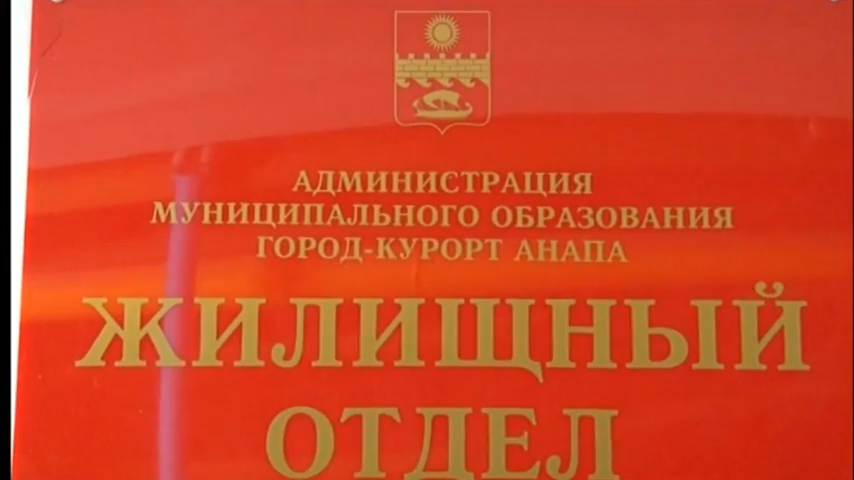 АДМИНИСТРАЦИЯ
МУНИЦИПАЛЬНОГО ОБРАЗОВАНИЯ
ГОРОД-КУРОРТ АНАПА
ЖИЛИЩНЫЙ
ОТДЕЛ